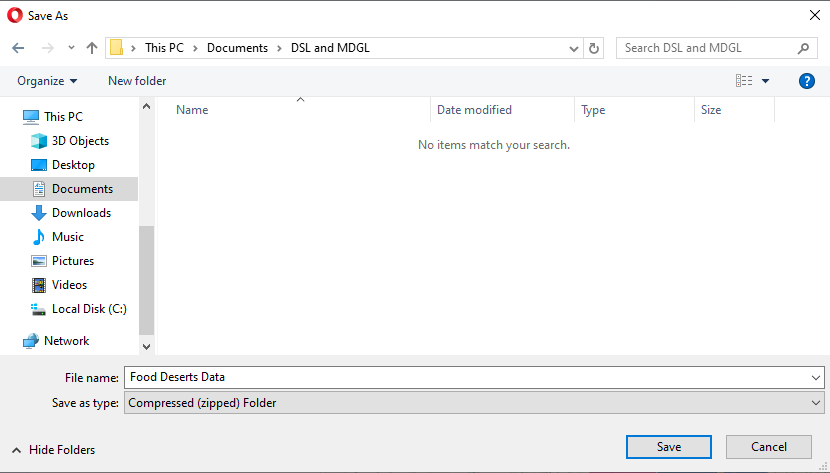 Save As
This PC > Documents > DSL and MDGL
Search DSL and MDGL
Organize
New folder
Name
Date modified
Type
Size
No items match your search.
This PC
3D Objects
Desktop
Documents
Downloads
Music
Pictures
Videos
Local Disk (C:)
Network
File name: Food Deserts Data
Save as type: Compressed (zipped) Folder
Hide Folders
Save
Cancel